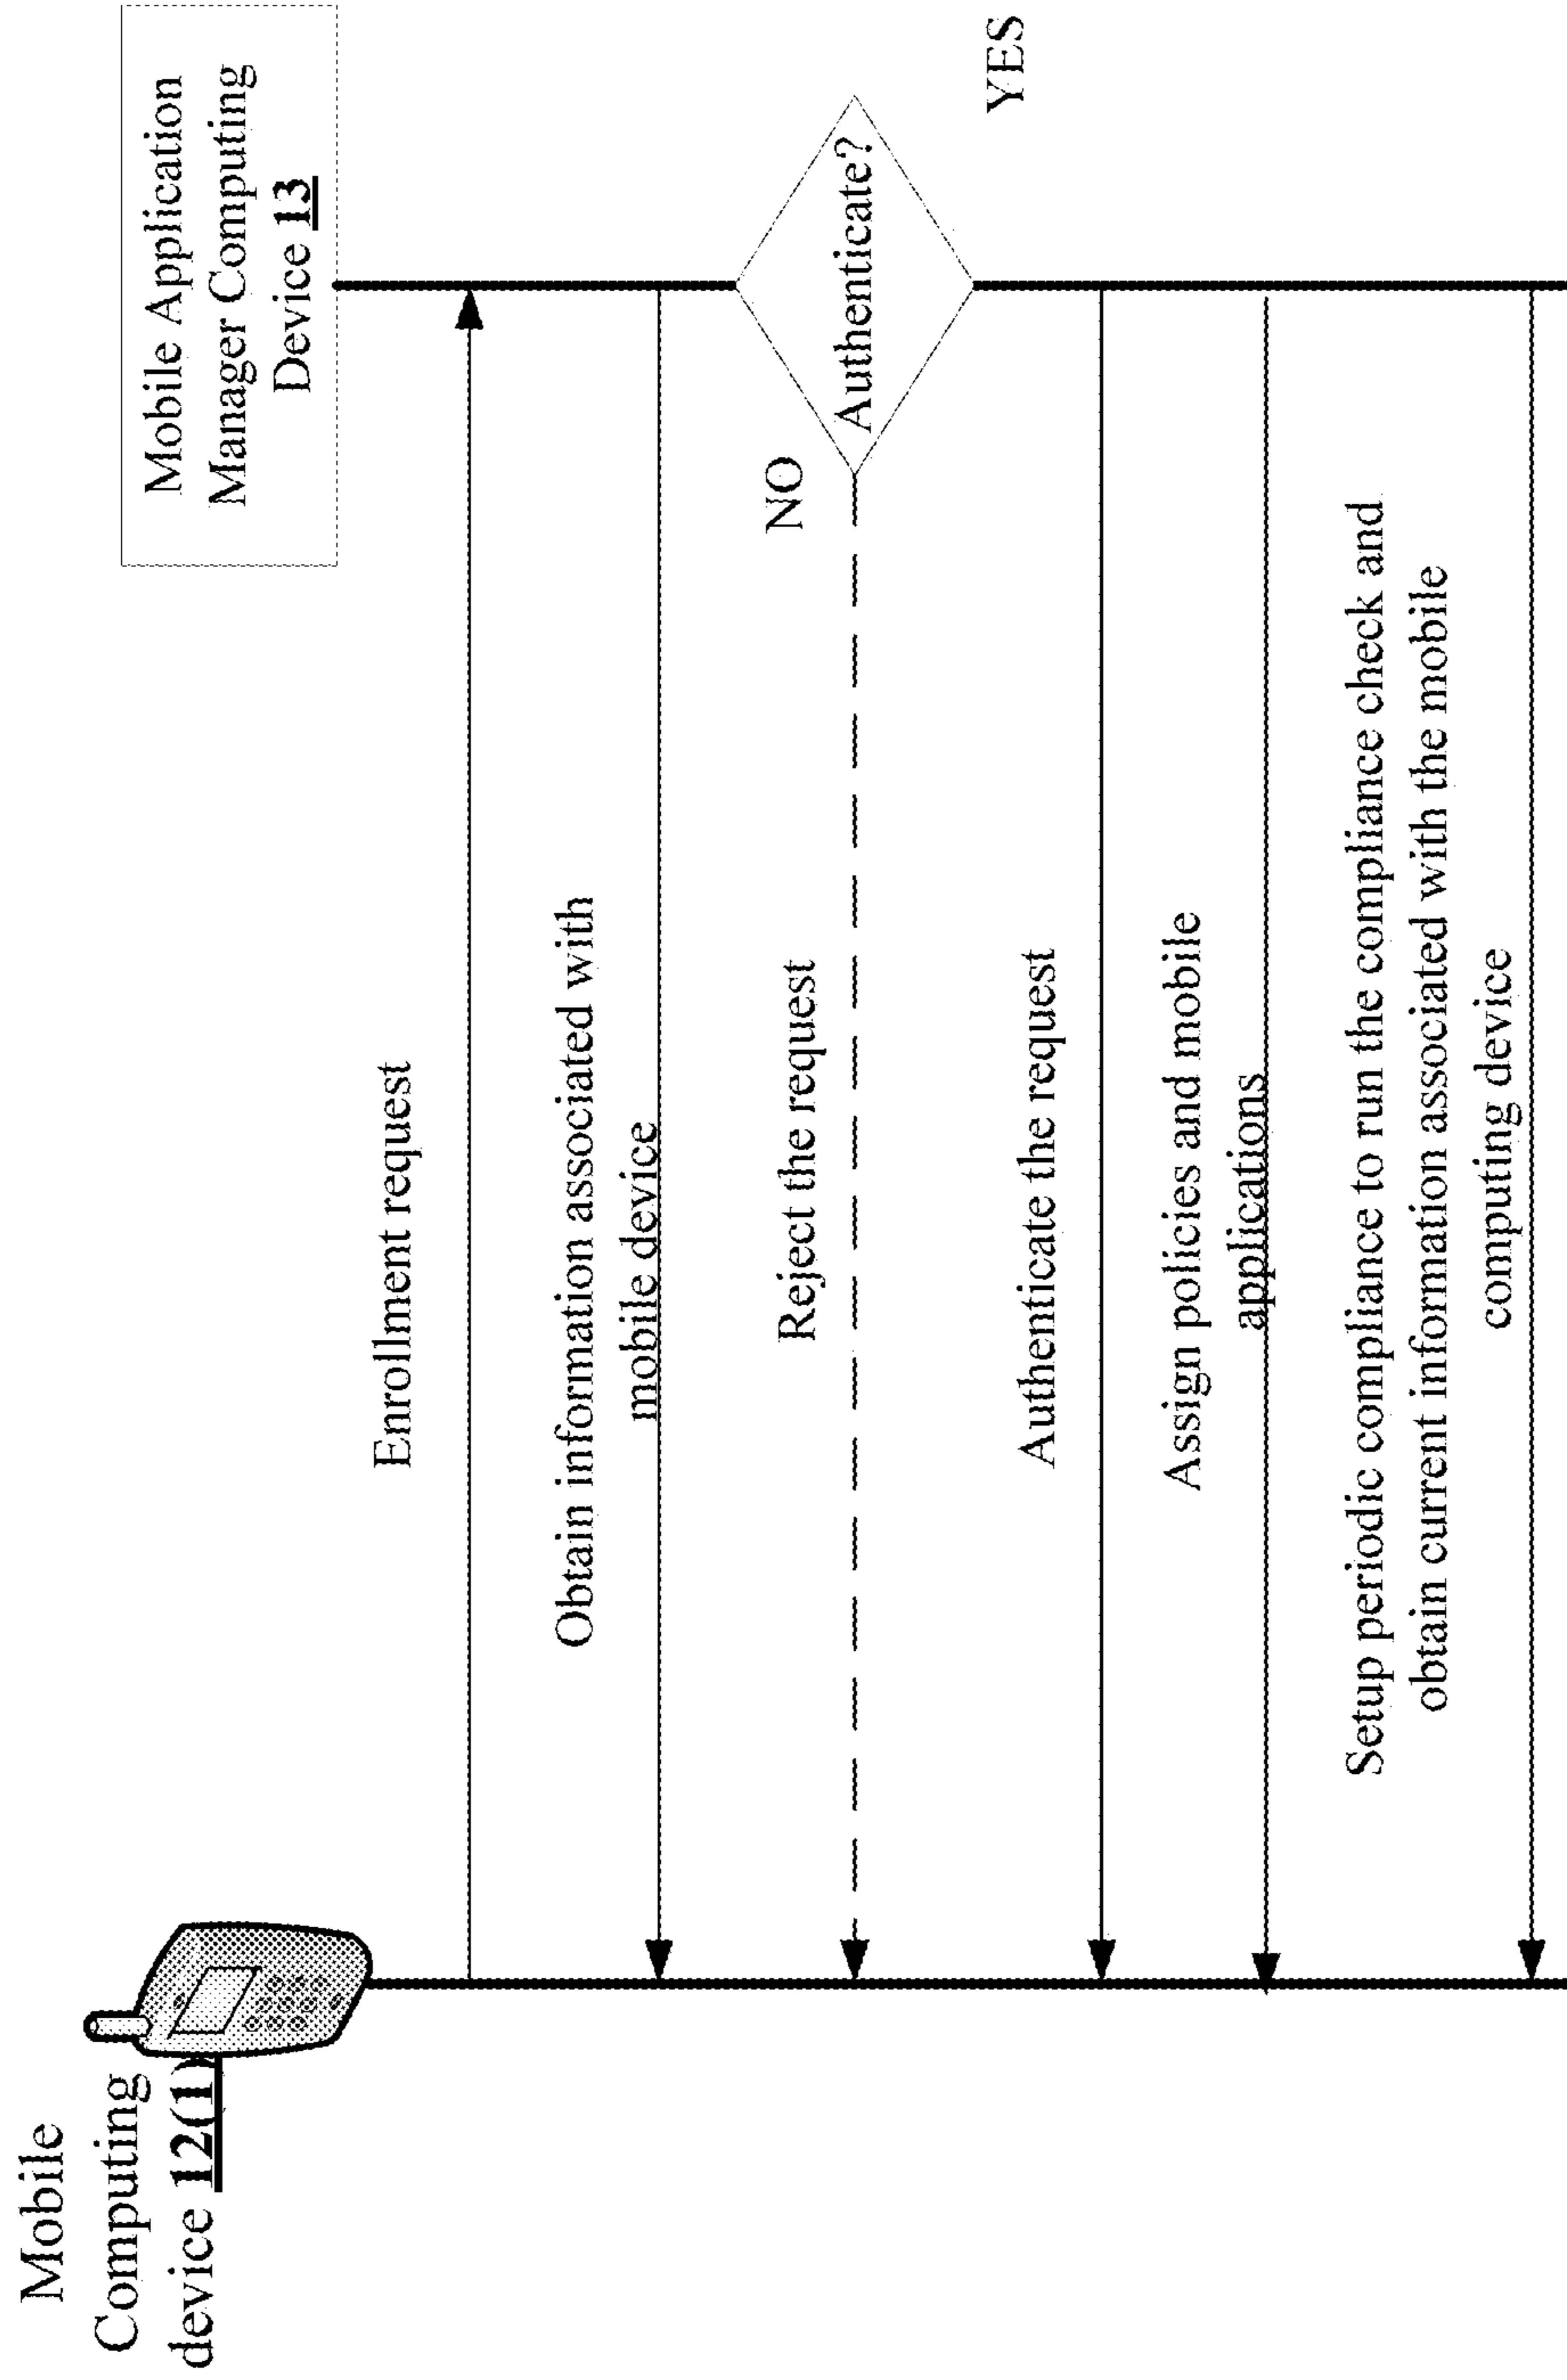 Mobile
Computing
device 12(1)
Mobile Application
Manager Computing
Device 13
Enrollment request
Obtain information associated with
mobile device
NO
Reject the request
Authenticate?
YES
Authenticate the request
Assign policies and mobile
applications
Setup periodic compliance to run the compliance check and
obtain current information associated with the mobile
computing device